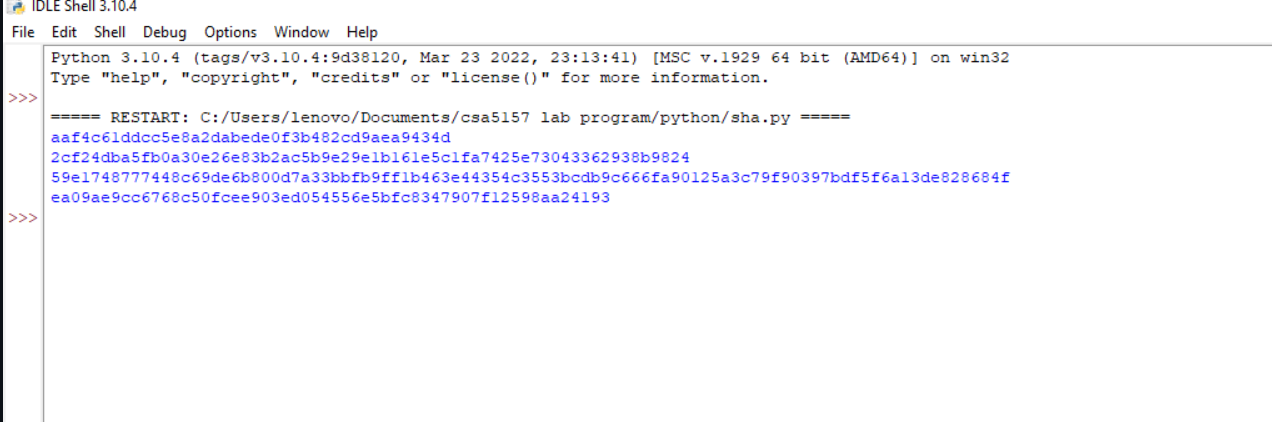 IDLE Shell 3.10.4
File Edit Shell Debug Options Window Help
Python 3.10.4 (tags/v3.10.4:9d38120, Mar 23 2022, 23:13:41) [MSC v.1929 64 bit (AMD64)] on win32
Type "help", "copyright", "credits" or "license()" for more information.
>>>
===== RESTART: C:/Users/lenovo/Documents/csa5157 lab program/python/sha.py =====
aaf4c61ddcc5e8a2dabede0f3b482cd9aea9434d
2cf24dba5fb0a30e26e83b2ac5b9e29e1b161e5c1fa7425e73043362938b9824
59e1748777448c69de6b800d7a33bbfb9ff1b463e44354c3553bcdb9c666fa90125a3c79f90397bdf5f6a13de828684f
ea09ae9cc6768c50fcee903ed054556e5bfc8347907f12598aa24193
>>>